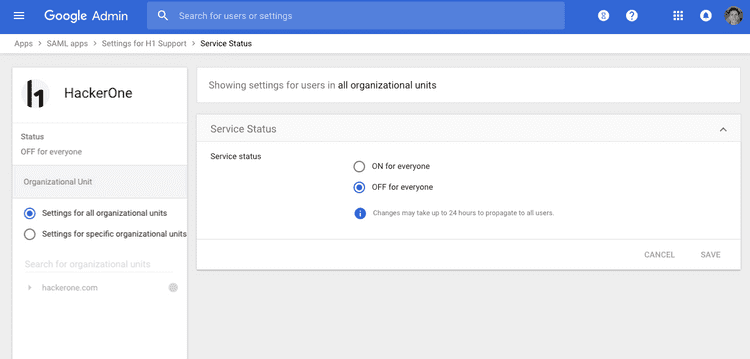 Google Admin
Search for users or settings
Apps > SAML apps > Settings for H1 Support > Service Status
HackerOne
Status
OFF for everyone
Organizational Unit
Settings for all organizational units
Settings for specific organizational units
Search for organizational units
hackerone.com
Showing settings for users in all organizational units
Service Status
Service status
ON for everyone
OFF for everyone
Changes may take up to 24 hours to propagate to all users.
CANCEL SAVE